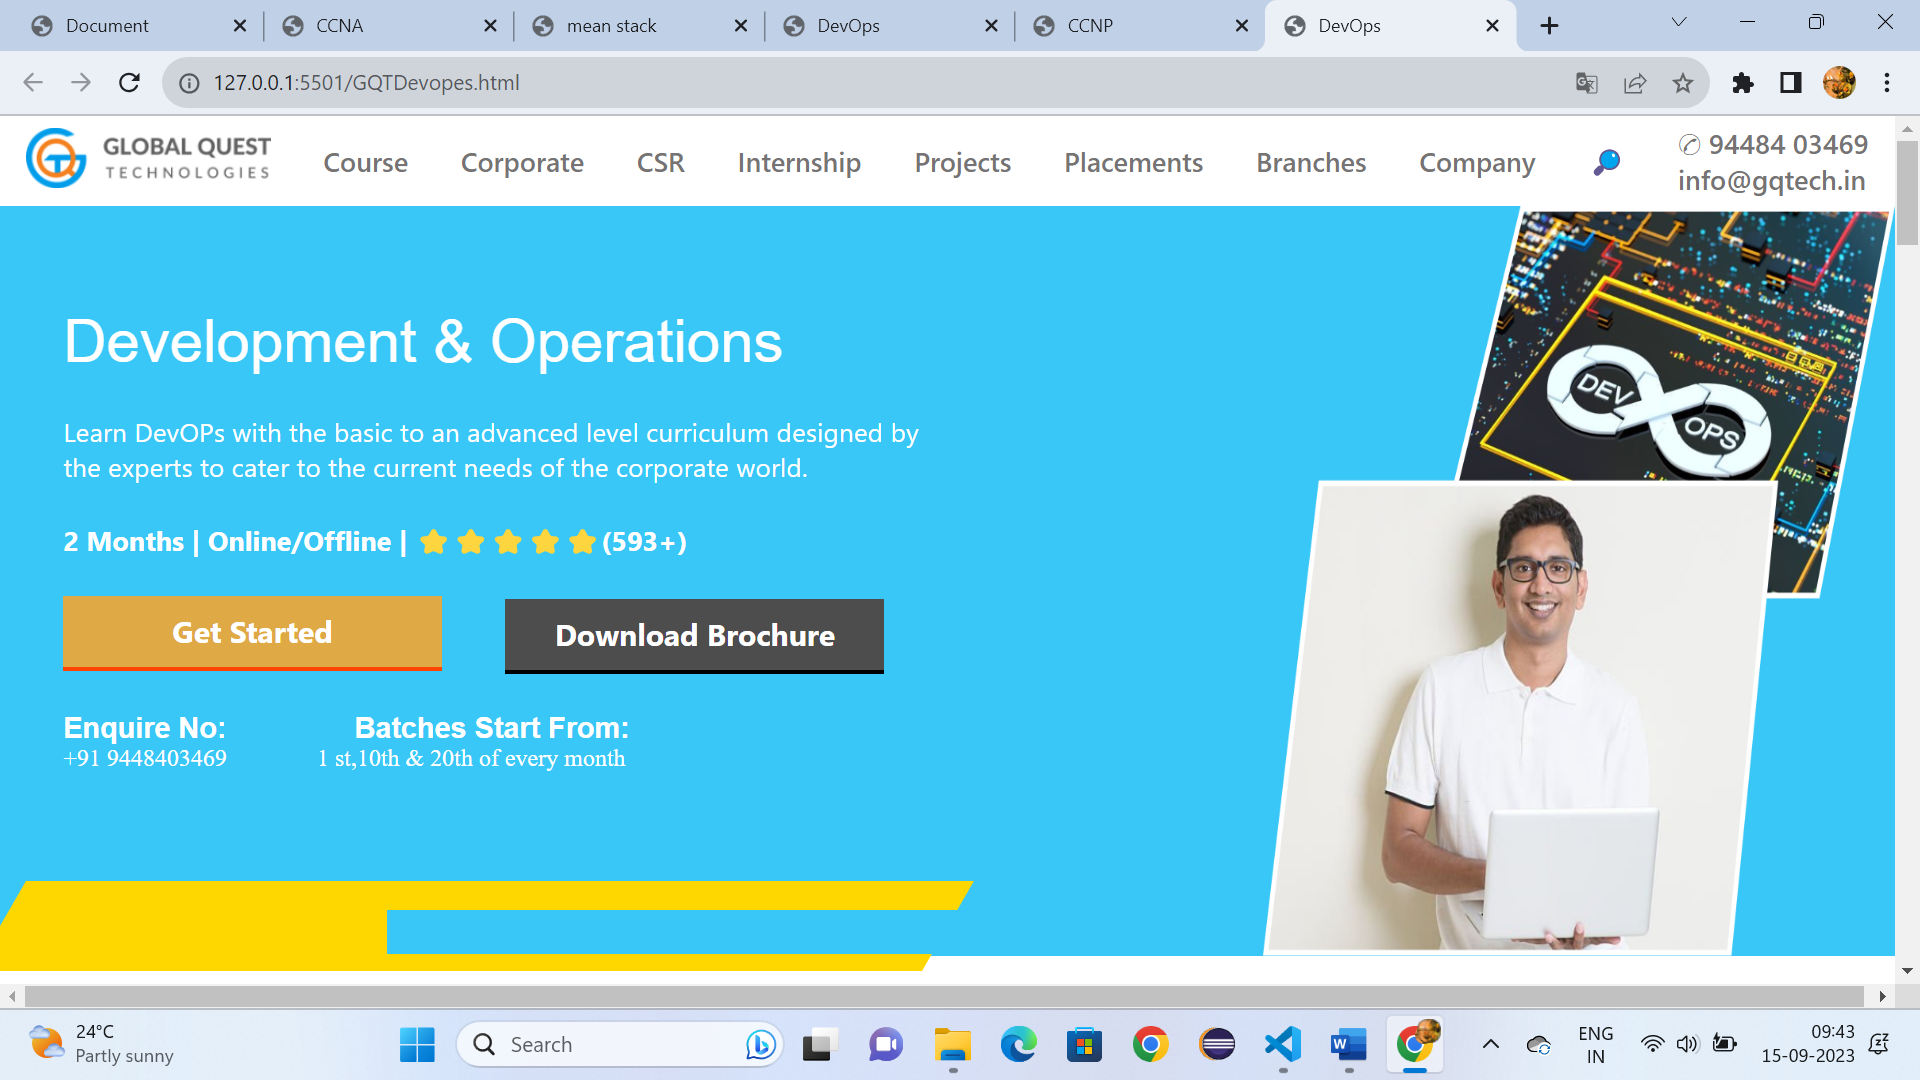 Document
CCNA
mean stack
DevOps
CCNP
DevOps
127.0.0.1:5501/GQTDevopes.html
GLOBAL QUEST
TECHNOLOGIES
Course
Corporate
CSR
Internship
Projects
Placements
Branches
Company
94484 03469
info@gqtech.in
DEV
OPS
Development & Operations
Learn DevOPs with the basic to an advanced level curriculum designed by
the experts to cater to the current needs of the corporate world.
2 Months | Online/Offline | (593+)
Get Started
Download Brochure
Enquire No:
+91 9448403469
Batches Start From:
1 st,10th & 20th of every month
24°C
Partly sunny
Search
ENG
IN
09:43
15-09-2023